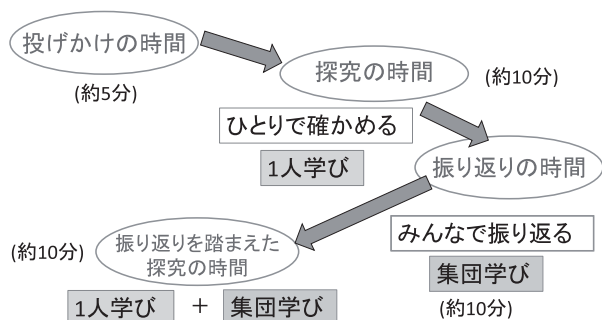 投げかけの時間
(約5分)
探究の時間
(約10分)
ひとりで確かめる
1人学び
振り返りの時間
みんなで振り返る
集団学び
(約10分)
(約10分)
振り返りを踏まえた
探究の時間
1人学び + 集団学び